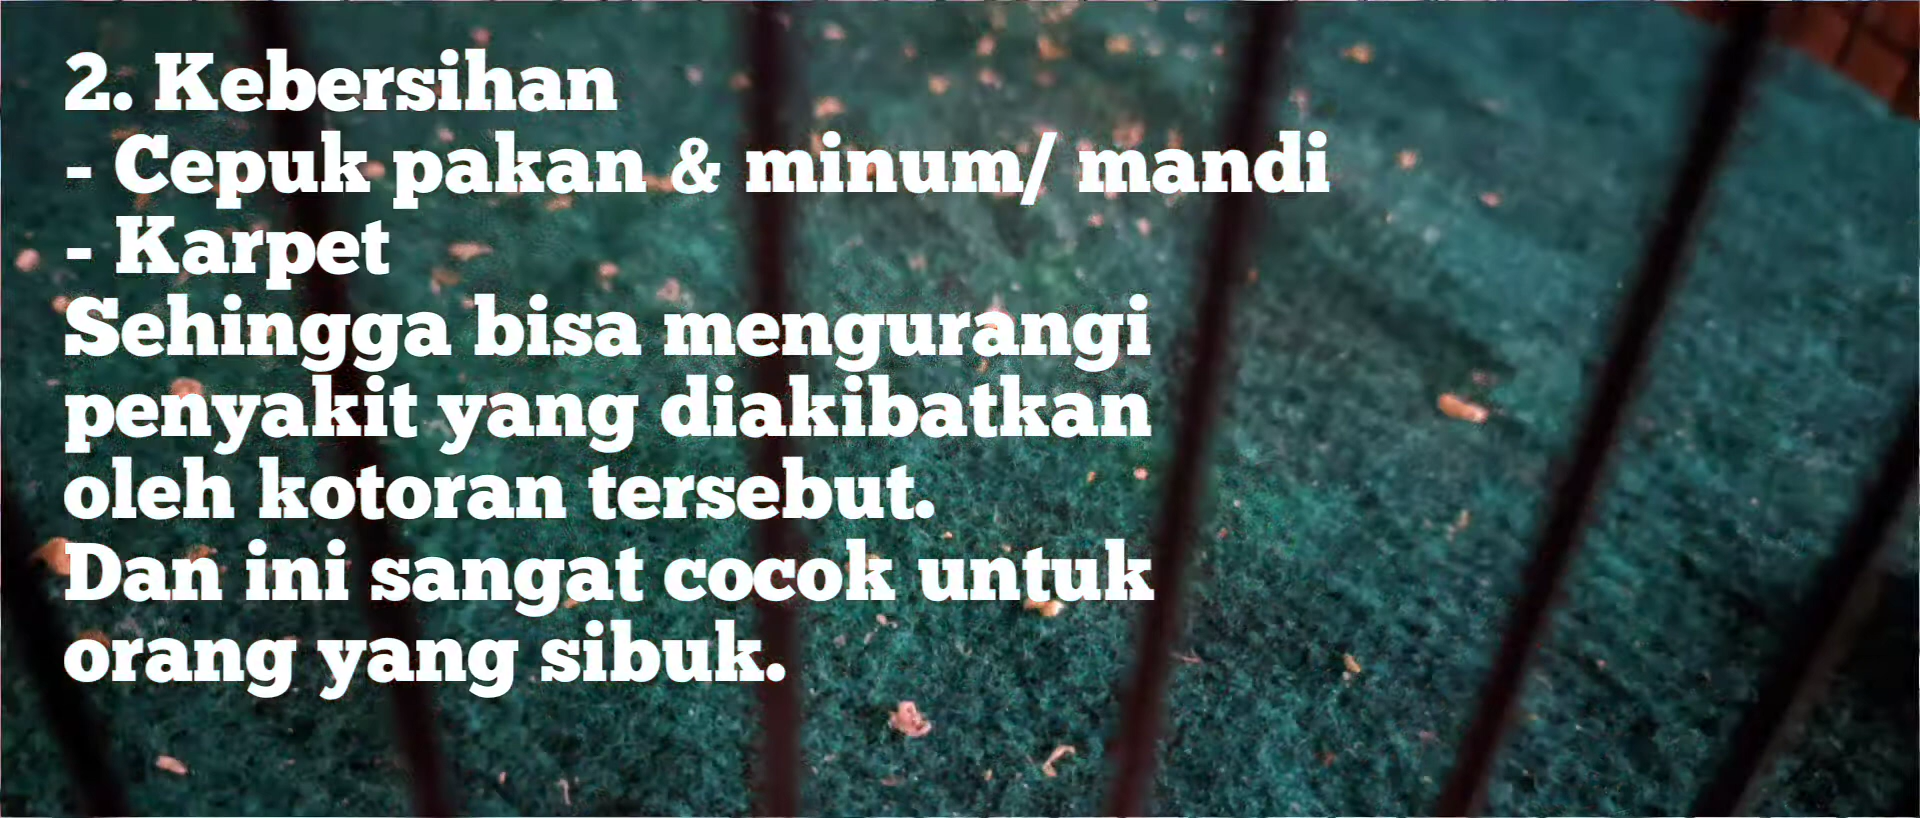 2. Kebersihan
- Cepuk pakan & minum/ mandi
- Karpet
Sehingga bisa mengurangi
penyakit yang diakibatkan
oleh kotoran tersebut.
Dan ini sangat cocok untuk
orang yang sibuk.